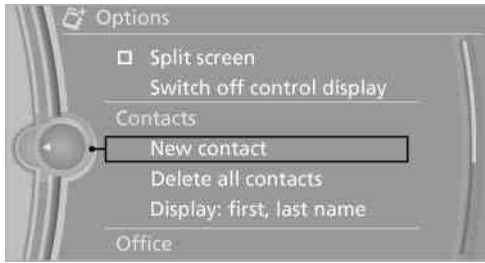 Options
Split screen
Switch off control display
Contacts
New contact
Delete all contacts
Display: first, last name
Office